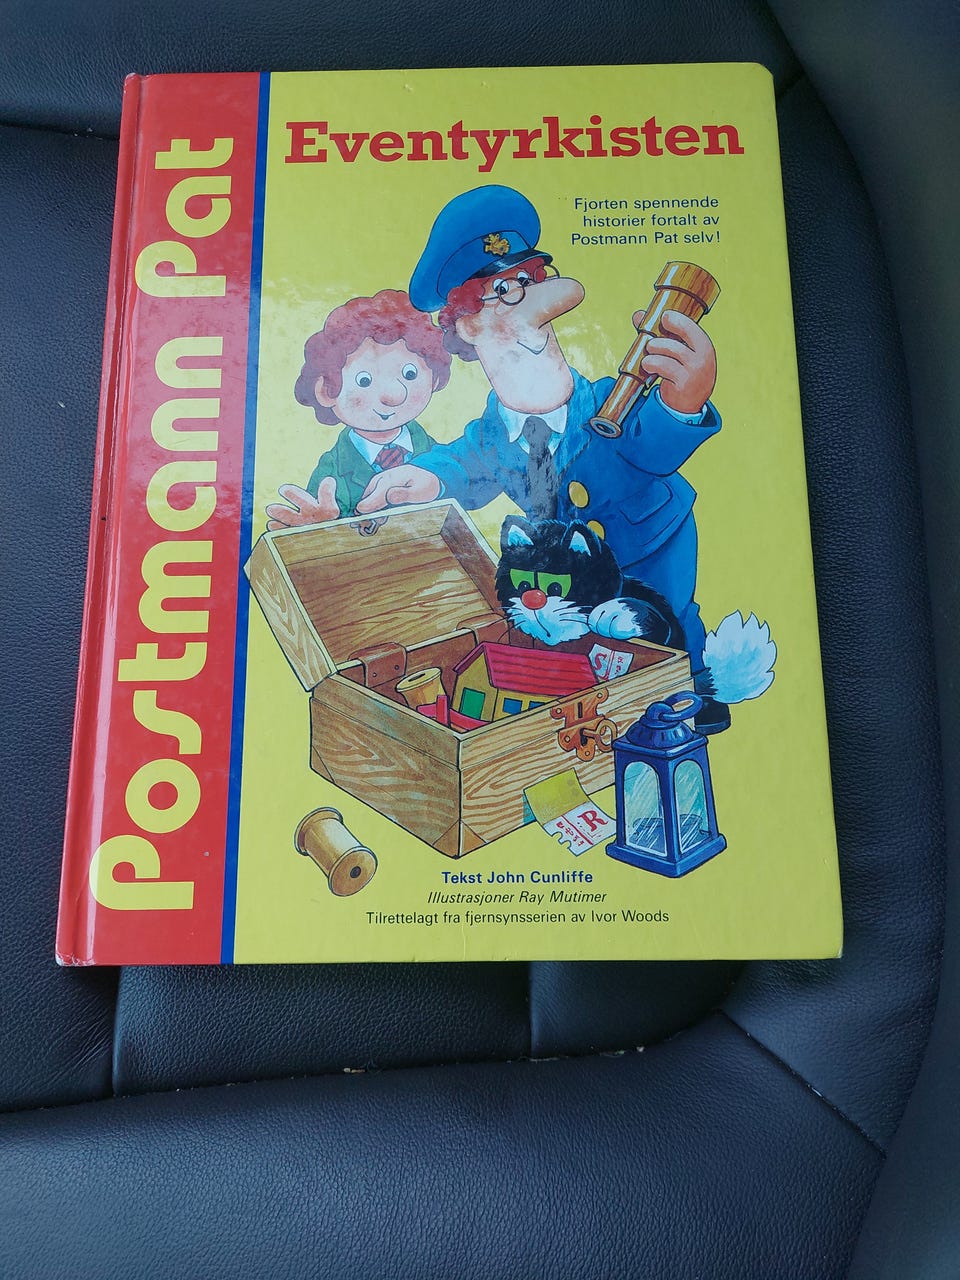 Postmann Pat
Eventyrkisten
Fjorten spennende
historier fortalt av
Postmann Pat selv!
S
R
Tekst John Cunliffe
Illustrasjoner Ray Mutimer
Tilrettelagt fra fjernsynsserien av Ivor Woods